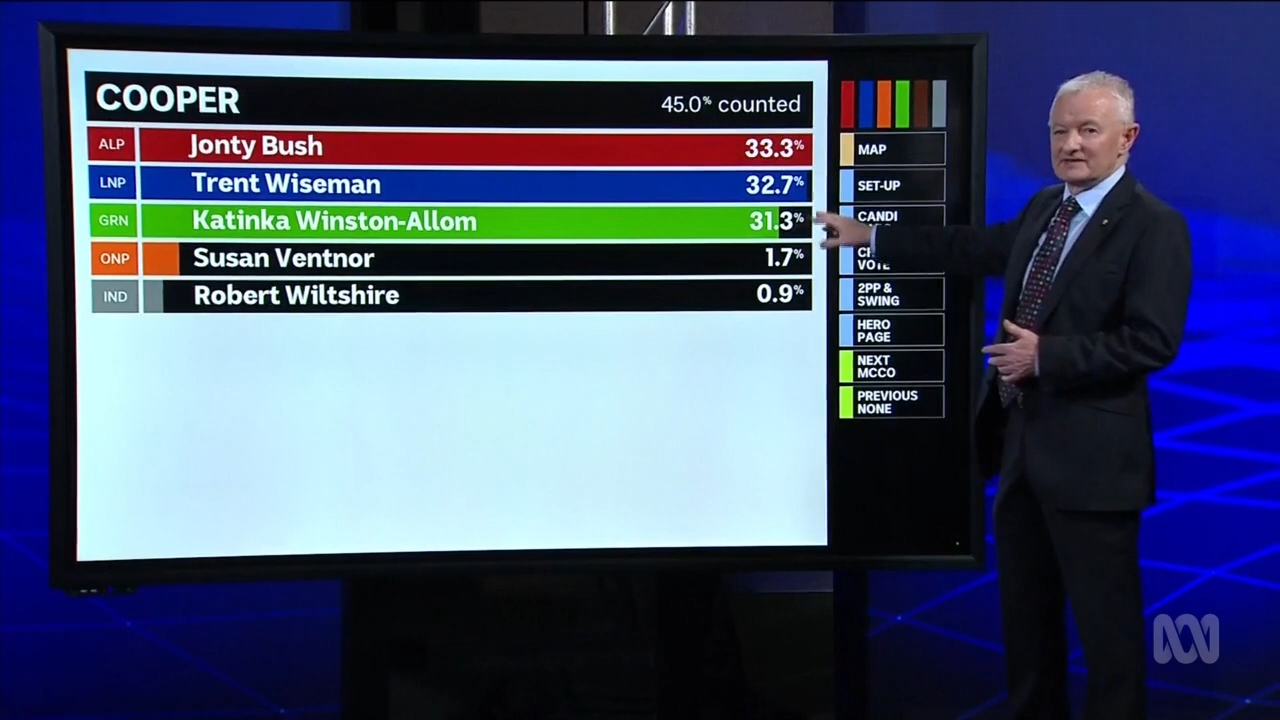 COOPER 45.0% counted
ALP Jonty Bush 33.3%
LNP Trent Wiseman 32.7%
GRN Katinka Winston-Allom 31.3%
ONP Susan Ventnor 1.7%
IND Robert Wiltshire 0.9%
MAP
SET-UP
CANDI
VOTE
2PP &
SWING
HERO
PAGE
NEXT
MCCO
PREVIOUS
NONE